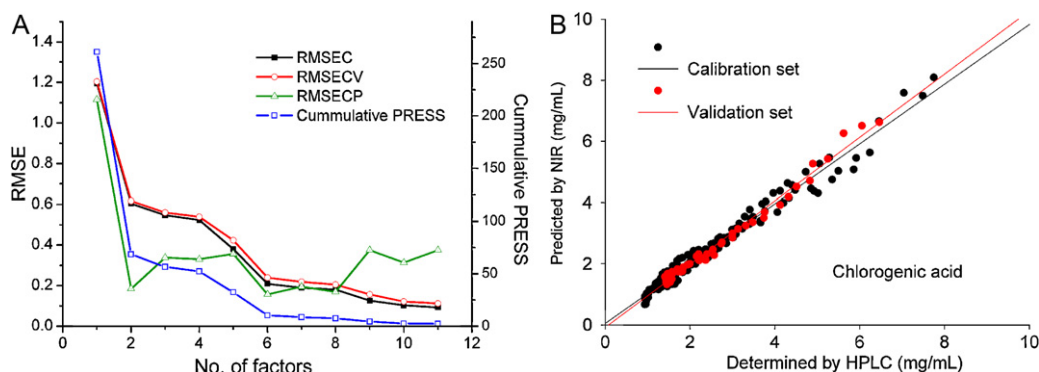 A
1.4
1.2
1.0
0.8
0.6
0.4
0.2
0.0
RMSE
0
2
4
6
8
10
12
No. of factors
250
200
150
100
50
0
Cummulative PRESS
RMSEC
RMSECV
RMSECP
Cummulative PRESS
B
10
8
6
4
2
0
Predicted by NIR (mg/mL)
Calibration set
Validation set
Chlorogenic acid
0
2
4
6
8
10
Determined by HPLC (mg/mL)